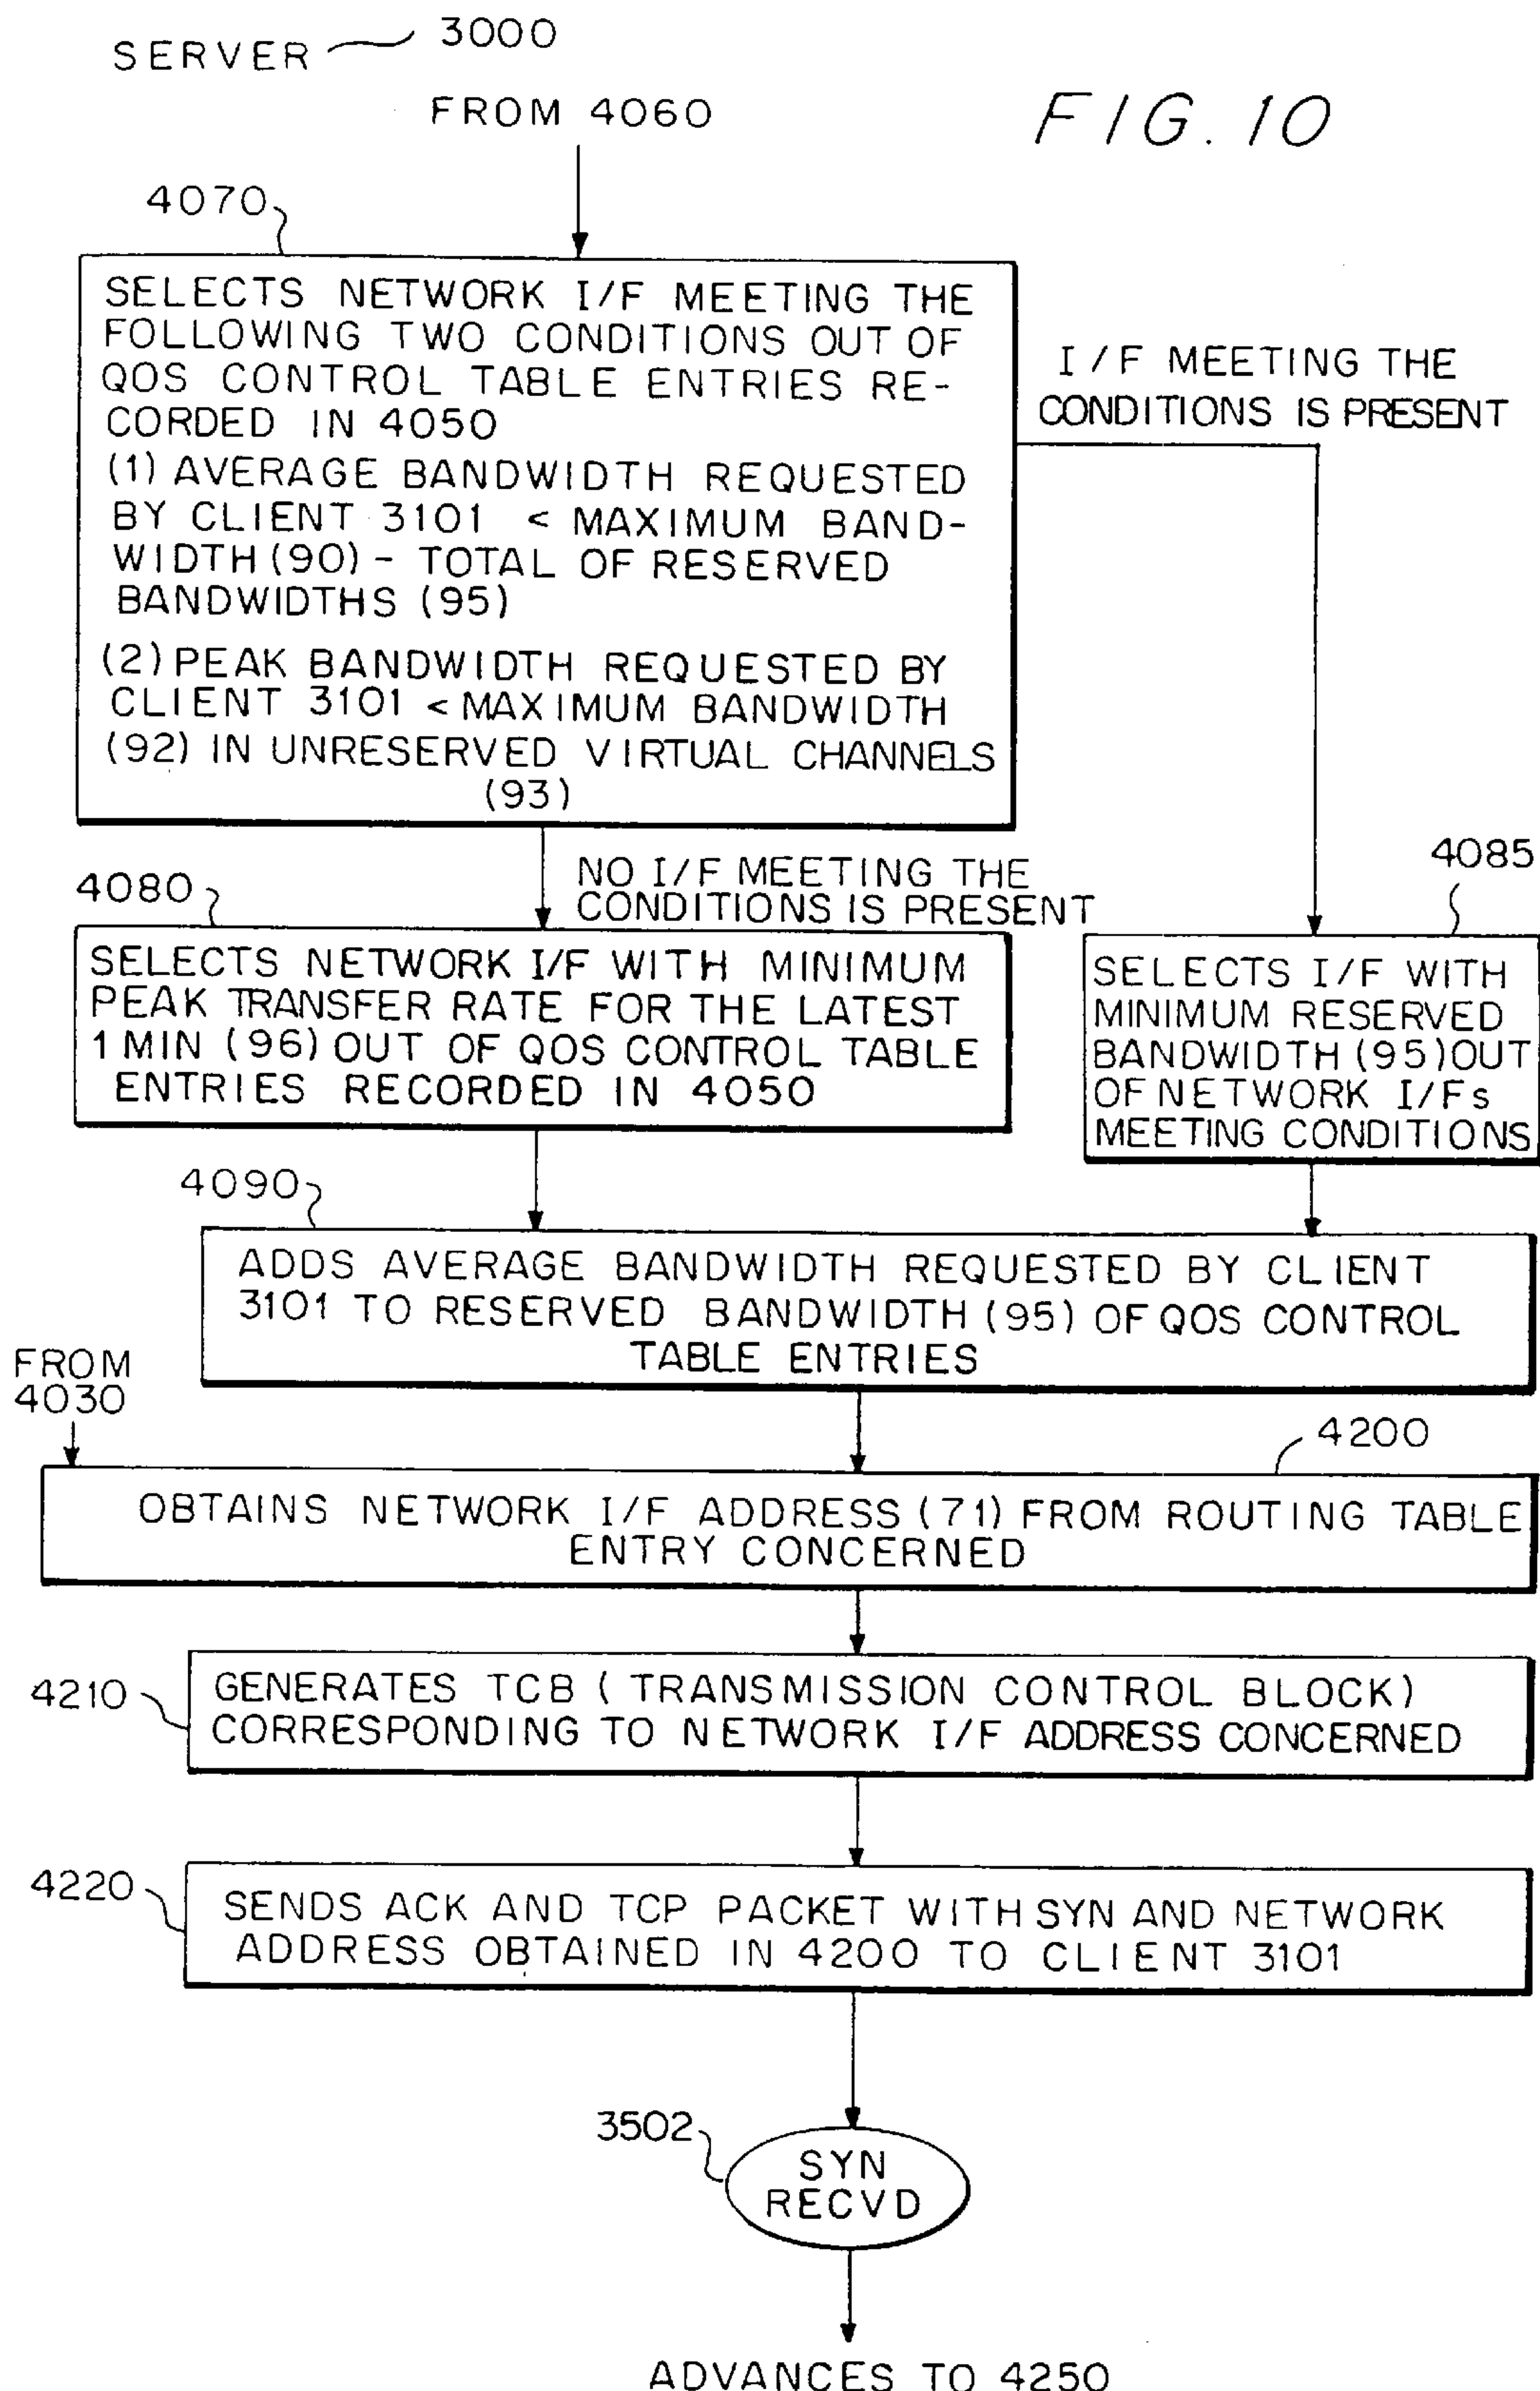 SERVER 3000
FROM 4060
FIG. 10
4070
SELECTS NETWORK I/F MEETING THE
FOLLOWING TWO CONDITIONS OUT OF
QOS CONTROL TABLE ENTRIES RE-
CORDED IN 4050
(1) AVERAGE BANDWIDTH REQUESTED
BY CLIENT 3101 < MAXIMUM BAND-
WIDTH (90) - TOTAL OF RESERVED
BANDWIDTHS (95)
(2) PEAK BANDWIDTH REQUESTED BY
CLIENT 3101 < MAXIMUM BANDWIDTH
(92) IN UNRESERVED VIRTUAL CHANNELS
(93)
I/F MEETING THE
CONDITIONS IS PRESENT
NO I/F MEETING THE
CONDITIONS IS PRESENT
4080
SELECTS NETWORK I/F WITH MINIMUM
PEAK TRANSFER RATE FOR THE LATEST
1 MIN (96) OUT OF QOS CONTROL TABLE
ENTRIES RECORDED IN 4050
4085
SELECTS I/F WITH
MINIMUM RESERVED
BANDWIDTH (95) OUT
OF NETWORK I/Fs
MEETING CONDITIONS
4090
ADDS AVERAGE BANDWIDTH REQUESTED BY CLIENT
3101 TO RESERVED BANDWIDTH (95) OF QOS CONTROL
TABLE ENTRIES
FROM
4030
4200
OBTAINS NETWORK I/F ADDRESS (71) FROM ROUTING TABLE
ENTRY CONCERNED
4210
GENERATES TCB (TRANSMISSION CONTROL BLOCK)
CORRESPONDING TO NETWORK I/F ADDRESS CONCERNED
4220
SENDS ACK AND TCP PACKET WITH SYN AND NETWORK
ADDRESS OBTAINED IN 4200 TO CLIENT 3101
3502
SYN
RECVD
ADVANCES TO 4250